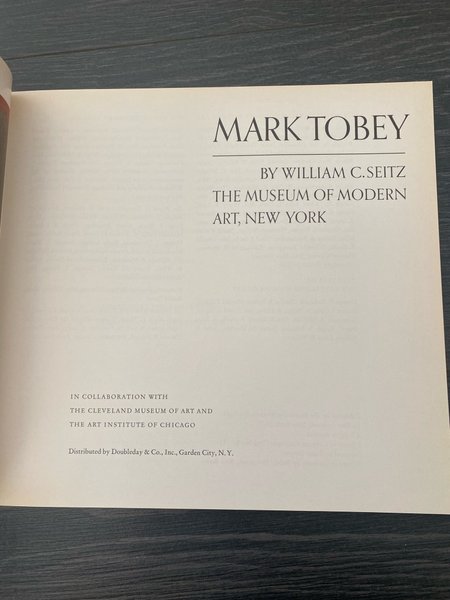 MARK TOBEY
BY WILLIAM C. SEITZ
THE MUSEUM OF MODERN
ART, NEW YORK
IN COLLABORATION WITH
THE CLEVELAND MUSEUM OF ART AND
THE ART INSTITUTE OF CHICAGO
Distributed by Doubleday & Co., Inc., Garden City, N. Y.